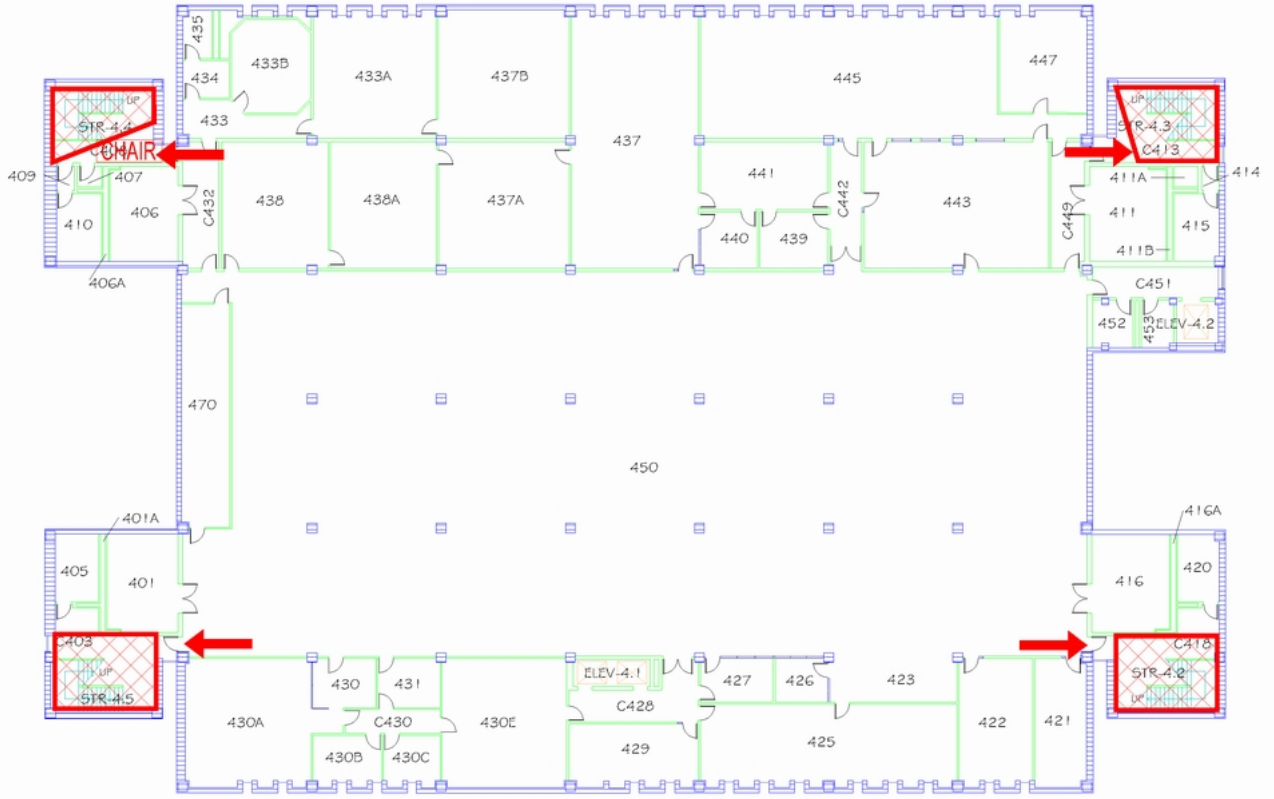 435
434
433B
433A
437B
445
447
433
437
UP
STR-4.4
CHAIR
UP
STR-4.3
C413
409
407
410
406
406A
C432
438
438A
437A
441
440
439
C442
443
C449
411A
414
411
415
411B
C451
452
453
ELEV-4.2
470
450
401A
405
401
C403
UP
STR-4.5
416A
416
420
C418
STR-4.2
UP
430
431
ELEV-4.1
427
426
423
430A
C430
430E
C428
422
421
430B
430C
429
425